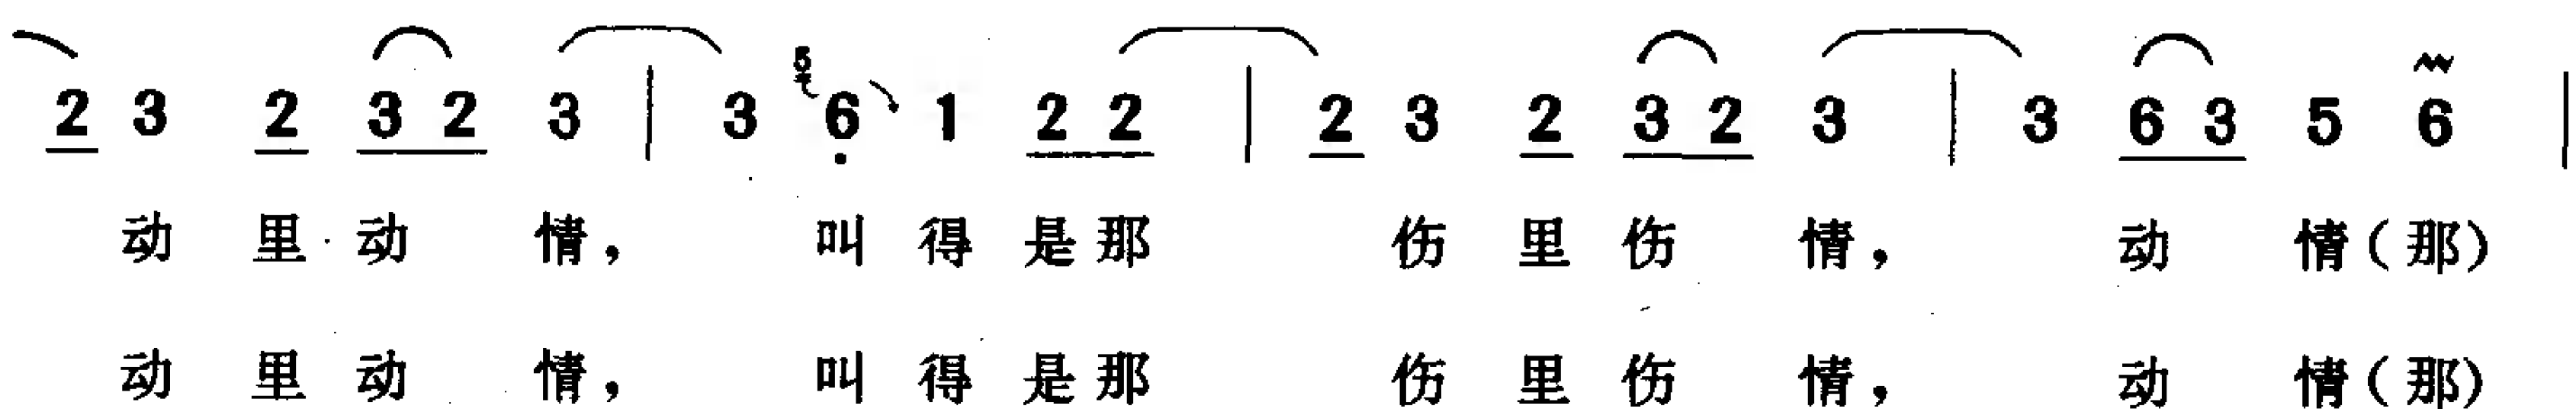 2 3 2 3 2 3 | 3 5 6 1 2 2 | 2 3 2 3 2 3 | 3 6 3 5 6 |
动 里 动 情， 叫 得 是 那 伤 里 伤 情， 动 情（那）
动 里 动 情， 叫 得 是 那 伤 里 伤 情， 动 情（那）